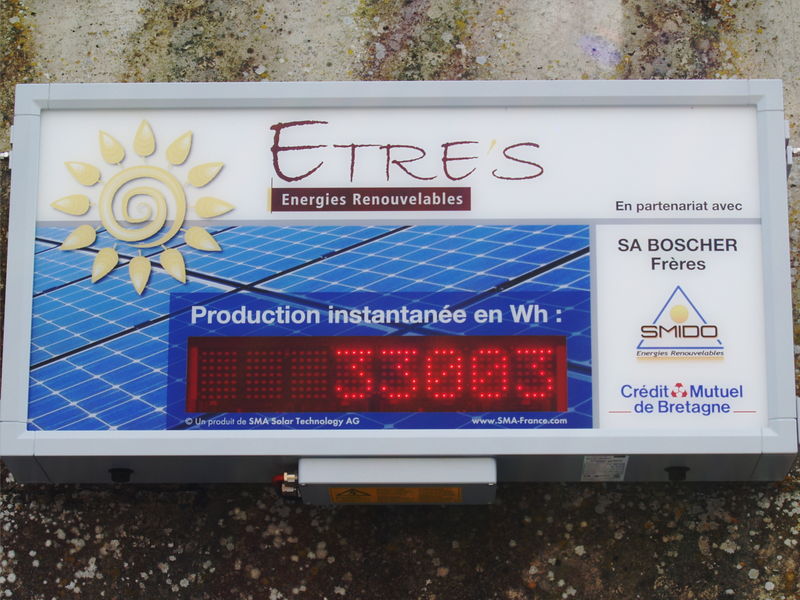 ETRE'S
Energies Renouvelables
En partenariat avec
SA BOSCHER
Frères
SMIDO
Energies Renouvelables
Crédit Mutuel
de Bretagne
Production instantanée en Wh :
33003
© Un produit de SMA Solar Technology AG
www.SMA-France.com